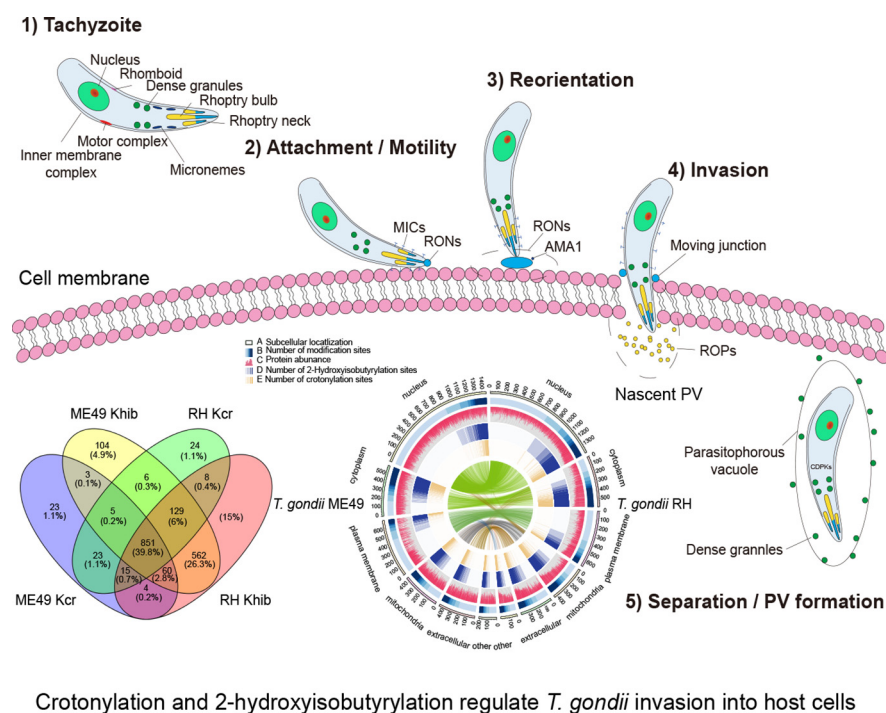 1) Tachyzoite
Nucleus
Rhomboid
Dense granules
Rhoptry bulb
Rhoptry neck
Motor complex
Inner membrane
complex
Micronemes
2) Attachment / Motility
MICs
RONs
3) Reorientation
RONs
AMA1
4) Invasion
Moving junction
Cell membrane
ROPs
Nascent PV
Parasitophorous
vacuole
CDPKs
Dense grannles
5) Separation / PV formation
A Subcellular locatlization
B Number of modification sites
C Protein abunance
D Number of 2-Hydroxyisobutyrylation sites
E Number of crotonylation sites
ME49 Khib
RH Kcr
104
(4.9%)
24
(1.1%)
3
(0.1%)
6
(0.3%)
8
(0.4%)
23
1.1%)
5
(0.2%)
129
(6%)
(15%)
851
(39.8%)
23
(1.1%)
15
(0.7%)
60
(2.8%)
562
(26.3%)
4
(0.2%)
ME49 Kcr
RH Khib
T. gondii ME49
T. gondii RH
nucleus
nucleus
cytoplasm
cytoplasm
plasma membrane
plasma membrane
mitochondria
mitochondria
extracellular
extracellular
other
other
Crotonylation and 2-hydroxyisobutyrylation regulate T. gondii invasion into host cells